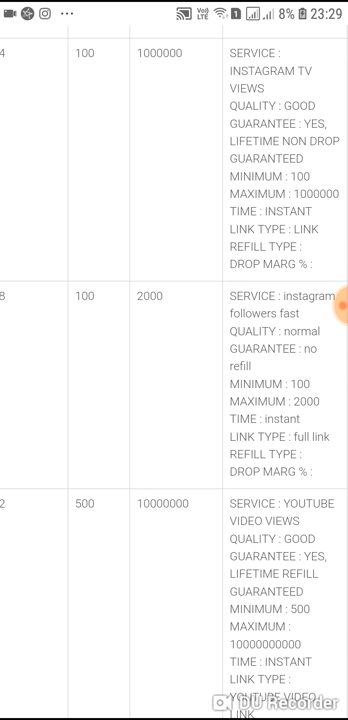 Voo LTE 1 8% 23:29
4 100 1000000 SERVICE :
INSTAGRAM TV
VIEWS
QUALITY : GOOD
GUARANTEE : YES,
LIFETIME NON DROP
GUARANTEED
MINIMUM : 100
MAXIMUM : 1000000
TIME : INSTANT
LINK TYPE : LINK
REFILL TYPE :
DROP MARG % :
8 100 2000 SERVICE : instagram
followers fast
QUALITY : normal
GUARANTEE : no
refill
MINIMUM : 100
MAXIMUM : 2000
TIME : instant
LINK TYPE : full link
REFILL TYPE :
DROP MARG % :
2 500 10000000 SERVICE : YOUTUBE
VIDEO VIEWS
QUALITY : GOOD
GUARANTEE : YES,
LIFETIME REFILL
GUARANTEED
MINIMUM : 500
MAXIMUM :
10000000000
TIME : INSTANT
LINK TYPE :
YOUTUBE VIDEO
LINK
DU Recorder